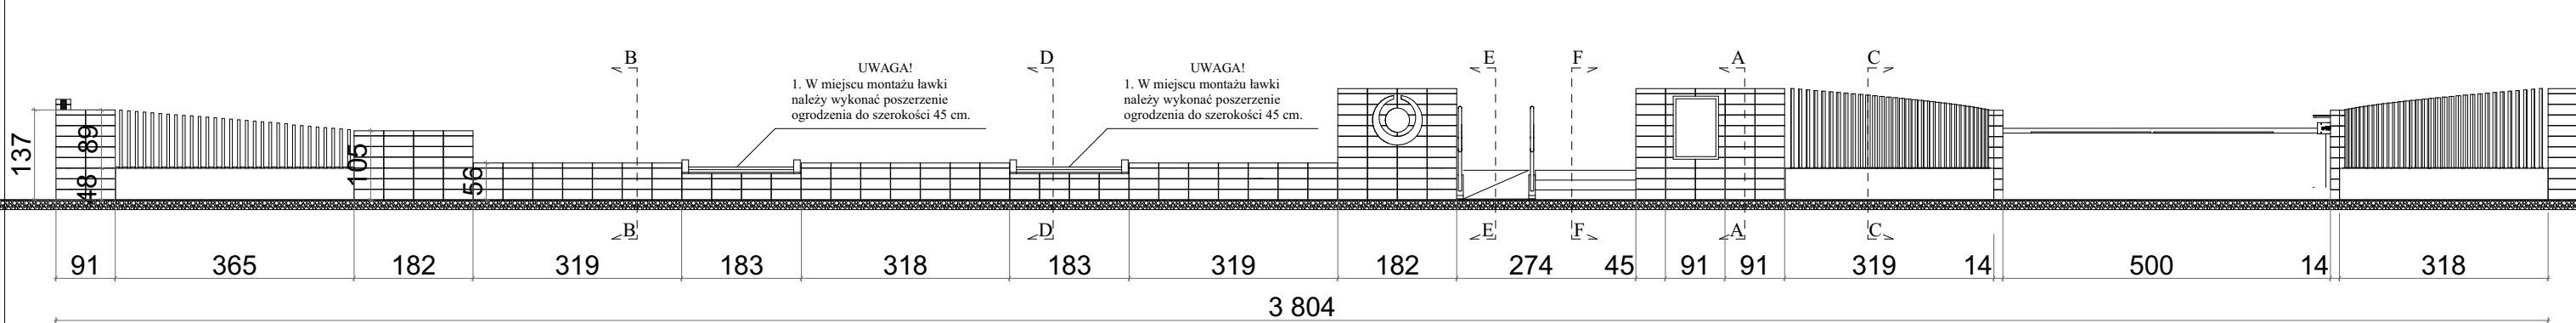 B D E F A C
UWAGA!
1. W miejscu montażu ławki
należy wykonać poszerzenie
ogrodzenia do szerokości 45 cm.
UWAGA!
1. W miejscu montażu ławki
należy wykonać poszerzenie
ogrodzenia do szerokości 45 cm.
137
89
48
105
56
B D E F A C
91 365 182 319 183 318 183 319 182 274 45 91 91 319 14 500 14 318
3 804